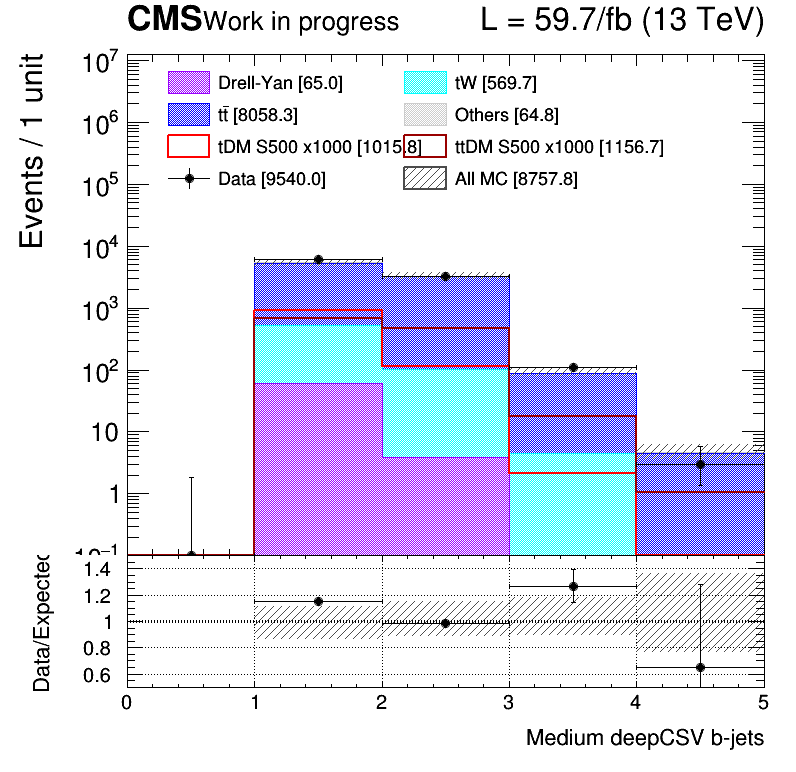 CMS Work in progress L = 59.7/fb (13 TeV)
Events / 1 unit
10⁷
10⁶
10⁵
10⁴
10³
10²
10
1
10⁻¹
Drell-Yan [65.0] tW [569.7]
tt̄ [8058.3] Others [64.8]
tDM S500 x1000 [1015.8] ttDM S500 x1000 [1156.7]
Data [9540.0] All MC [8757.8]
Data/Expected
1.4
1.2
1
0.8
0.6
0 1 2 3 4 5
Medium deepCSV b-jets